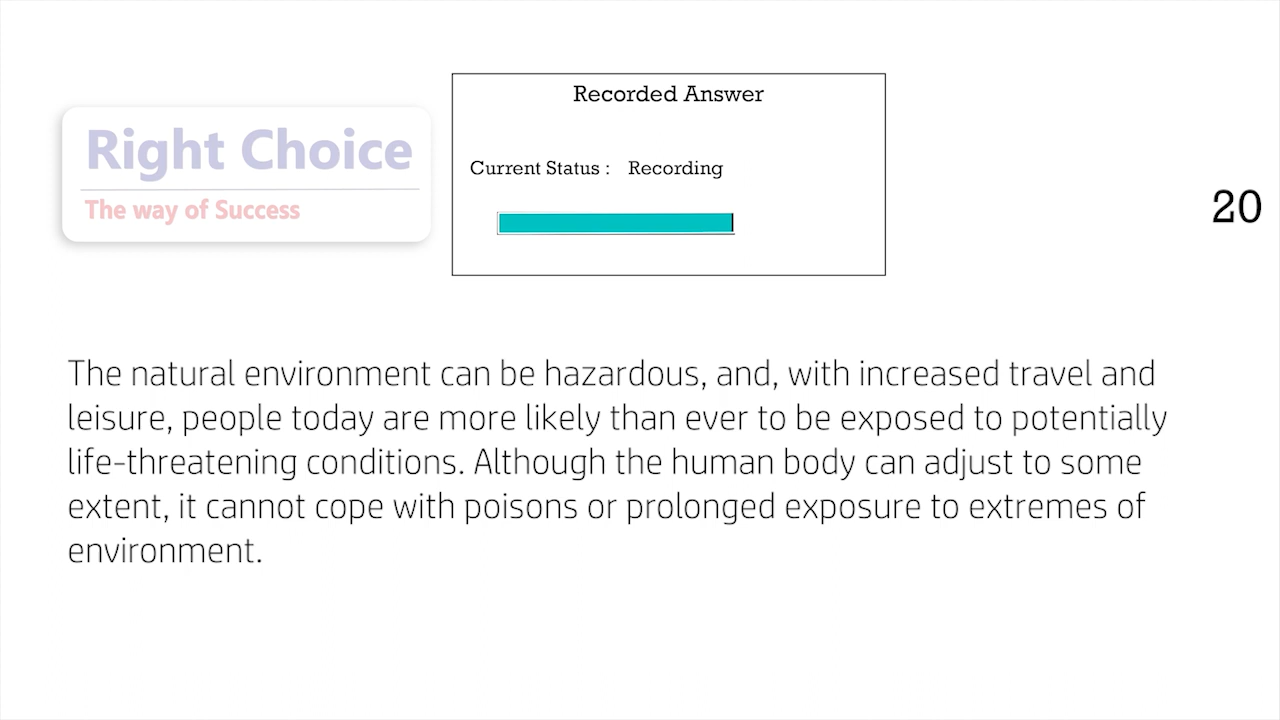 Recorded Answer
Right Choice
The way of Success
Current Status : Recording
20
The natural environment can be hazardous, and, with increased travel and
leisure, people today are more likely than ever to be exposed to potentially
life-threatening conditions. Although the human body can adjust to some
extent, it cannot cope with poisons or prolonged exposure to extremes of
environment.